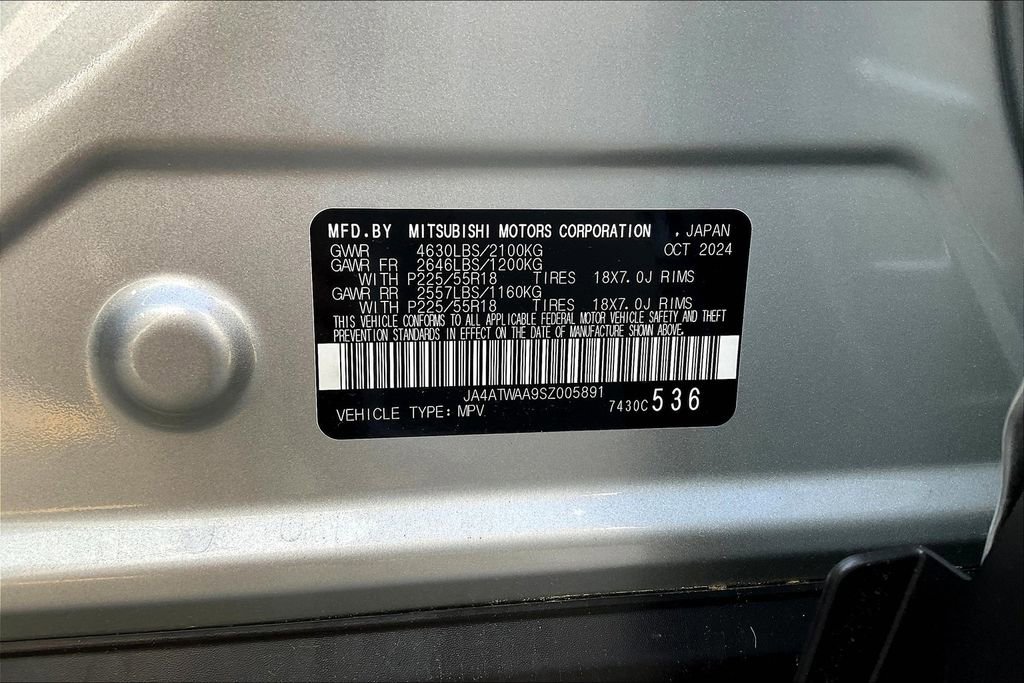 MFD.BY MITSUBISHI MOTORS CORPORATION , JAPAN
GVWR 4630LBS/2100KG OCT 2024
GAWR FR 2646LBS/1200KG
WITH P225/55R18 TIRES 18X7.0J RIMS
GAWR RR 2557LBS/1160KG
WITH P225/55R18 TIRES 18X7.0J RIMS
THIS VEHICLE CONFORMS TO ALL APPLICABLE FEDERAL MOTOR VEHICLE SAFETY AND THEFT
PREVENTION STANDARDS IN EFFECT ON THE DATE OF MANUFACTURE SHOWN ABOVE.
JA4ATWAA9SZ005891
VEHICLE TYPE: MPV 7430C 536